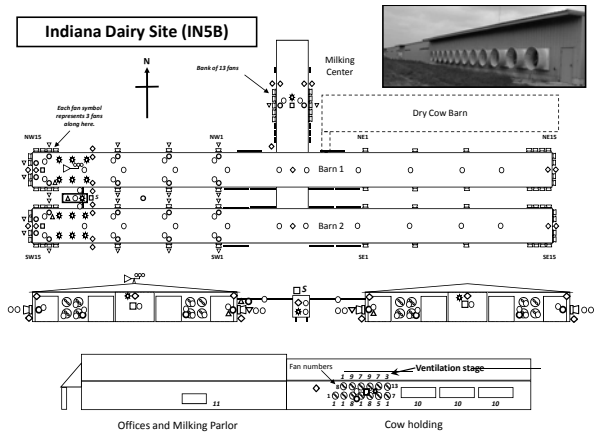 Indiana Dairy Site (IN5B)
N
Bank of 13 fans
Milking
Center
Each fan symbol
represents 3 fans
along here.
Dry Cow Barn
NW15
NW1
NE1
NE15
Barn 1
S
Barn 2
SW15
SW1
SE1
SE15
S
Fan numbers
Ventilation stage
1 9 7 9 7 3
8
13
1
7
1 1 8 1 8 5 1
11
10
10
10
Offices and Milking Parlor
Cow holding